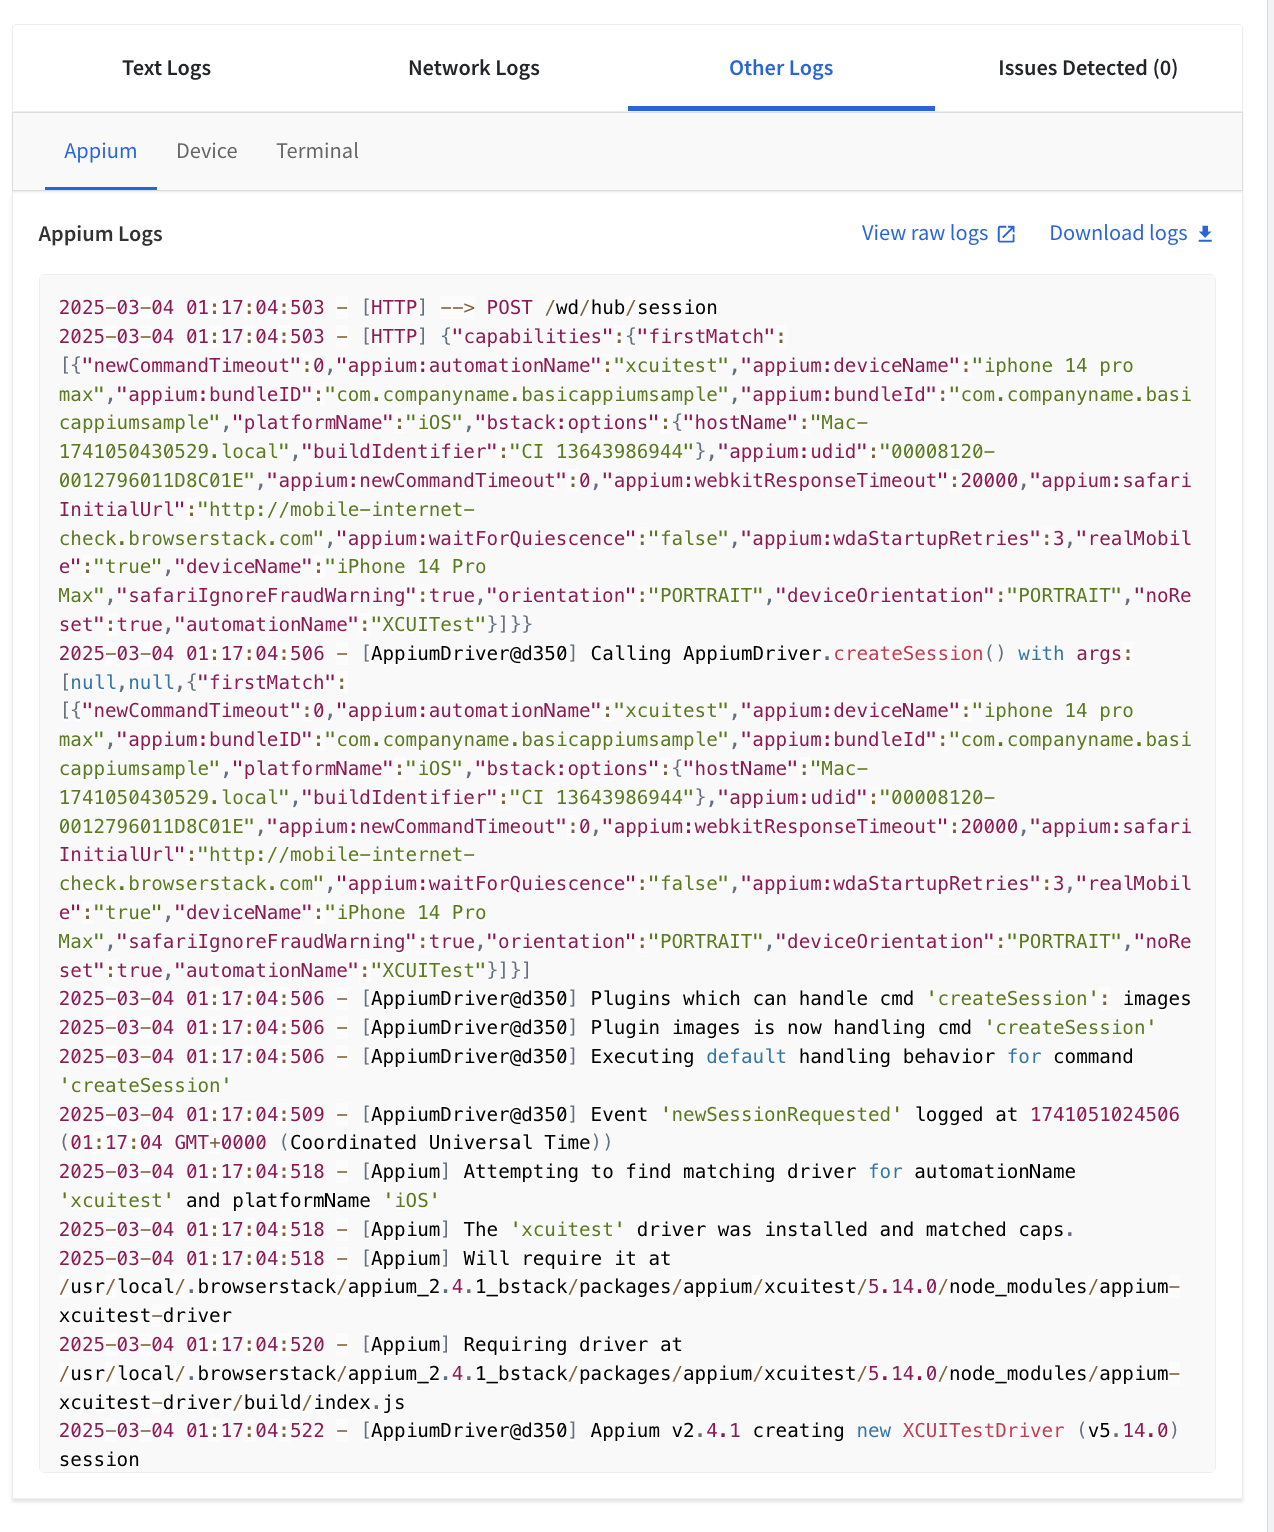 Text Logs
Network Logs
Other Logs
Issues Detected (0)
Appium
Device
Terminal
Appium Logs
View raw logs
Download logs
2025-03-04 01:17:04:503 - [HTTP] --> POST /wd/hub/session
2025-03-04 01:17:04:503 - [HTTP] {"capabilities":{"firstMatch":
[{"newCommandTimeout":0,"appium:automationName":"xcuitest","appium:deviceName":"iphone 14 pro
max","appium:bundleID":"com.companyname.basicappiumsample","appium:bundleId":"com.companyname.basi
cappiumsample","platformName":"iOS","bstack:options":{"hostName":"Mac-
1741050430529.local","buildIdentifier":"CI 13643986944"},"appium:udid":"00008120-
0012796011D8C01E","appium:newCommandTimeout":0,"appium:webkitResponseTimeout":20000,"appium:safari
InitialUrl":"http://mobile-internet-
check.browserstack.com","appium:waitForQuiescence":"false","appium:wdaStartupRetries":3,"realMobil
e":"true","deviceName":"iPhone 14 Pro
Max","safariIgnoreFraudWarning":true,"orientation":"PORTRAIT","deviceOrientation":"PORTRAIT","noRe
set":true,"automationName":"XCUITest"}]}}
2025-03-04 01:17:04:506 - [AppiumDriver@d350] Calling AppiumDriver.createSession() with args:
[null,null,{"firstMatch":
[{"newCommandTimeout":0,"appium:automationName":"xcuitest","appium:deviceName":"iphone 14 pro
max","appium:bundleID":"com.companyname.basicappiumsample","appium:bundleId":"com.companyname.basi
cappiumsample","platformName":"iOS","bstack:options":{"hostName":"Mac-
1741050430529.local","buildIdentifier":"CI 13643986944"},"appium:udid":"00008120-
0012796011D8C01E","appium:newCommandTimeout":0,"appium:webkitResponseTimeout":20000,"appium:safari
InitialUrl":"http://mobile-internet-
check.browserstack.com","appium:waitForQuiescence":"false","appium:wdaStartupRetries":3,"realMobil
e":"true","deviceName":"iPhone 14 Pro
Max","safariIgnoreFraudWarning":true,"orientation":"PORTRAIT","deviceOrientation":"PORTRAIT","noRe
set":true,"automationName":"XCUITest"}]}]
2025-03-04 01:17:04:506 - [AppiumDriver@d350] Plugins which can handle cmd 'createSession': images
2025-03-04 01:17:04:506 - [AppiumDriver@d350] Plugin images is now handling cmd 'createSession'
2025-03-04 01:17:04:506 - [AppiumDriver@d350] Executing default handling behavior for command
'createSession'
2025-03-04 01:17:04:509 - [AppiumDriver@d350] Event 'newSessionRequested' logged at 1741051024506
(01:17:04 GMT+0000 (Coordinated Universal Time))
2025-03-04 01:17:04:518 - [Appium] Attempting to find matching driver for automationName
'xcuitest' and platformName 'iOS'
2025-03-04 01:17:04:518 - [Appium] The 'xcuitest' driver was installed and matched caps.
2025-03-04 01:17:04:518 - [Appium] Will require it at
/usr/local/.browserstack/appium_2.4.1_bstack/packages/appium/xcuitest/5.14.0/node_modules/appium-
xcuitest-driver
2025-03-04 01:17:04:520 - [Appium] Requiring driver at
/usr/local/.browserstack/appium_2.4.1_bstack/packages/appium/xcuitest/5.14.0/node_modules/appium-
xcuitest-driver/build/index.js
2025-03-04 01:17:04:522 - [AppiumDriver@d350] Appium v2.4.1 creating new XCUITestDriver (v5.14.0)
session